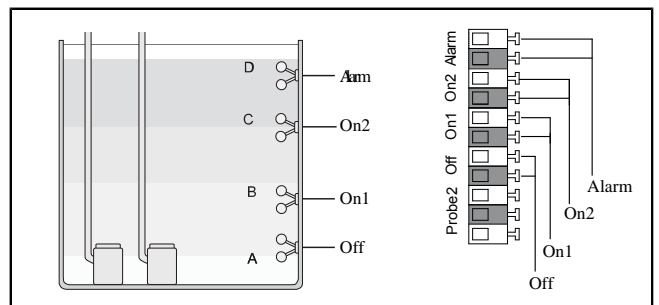 D
Alarm
C
On2
B
On1
A
Off
Alarm
On2
On1
Off
Probe2
Alarm
On2
On1
Off